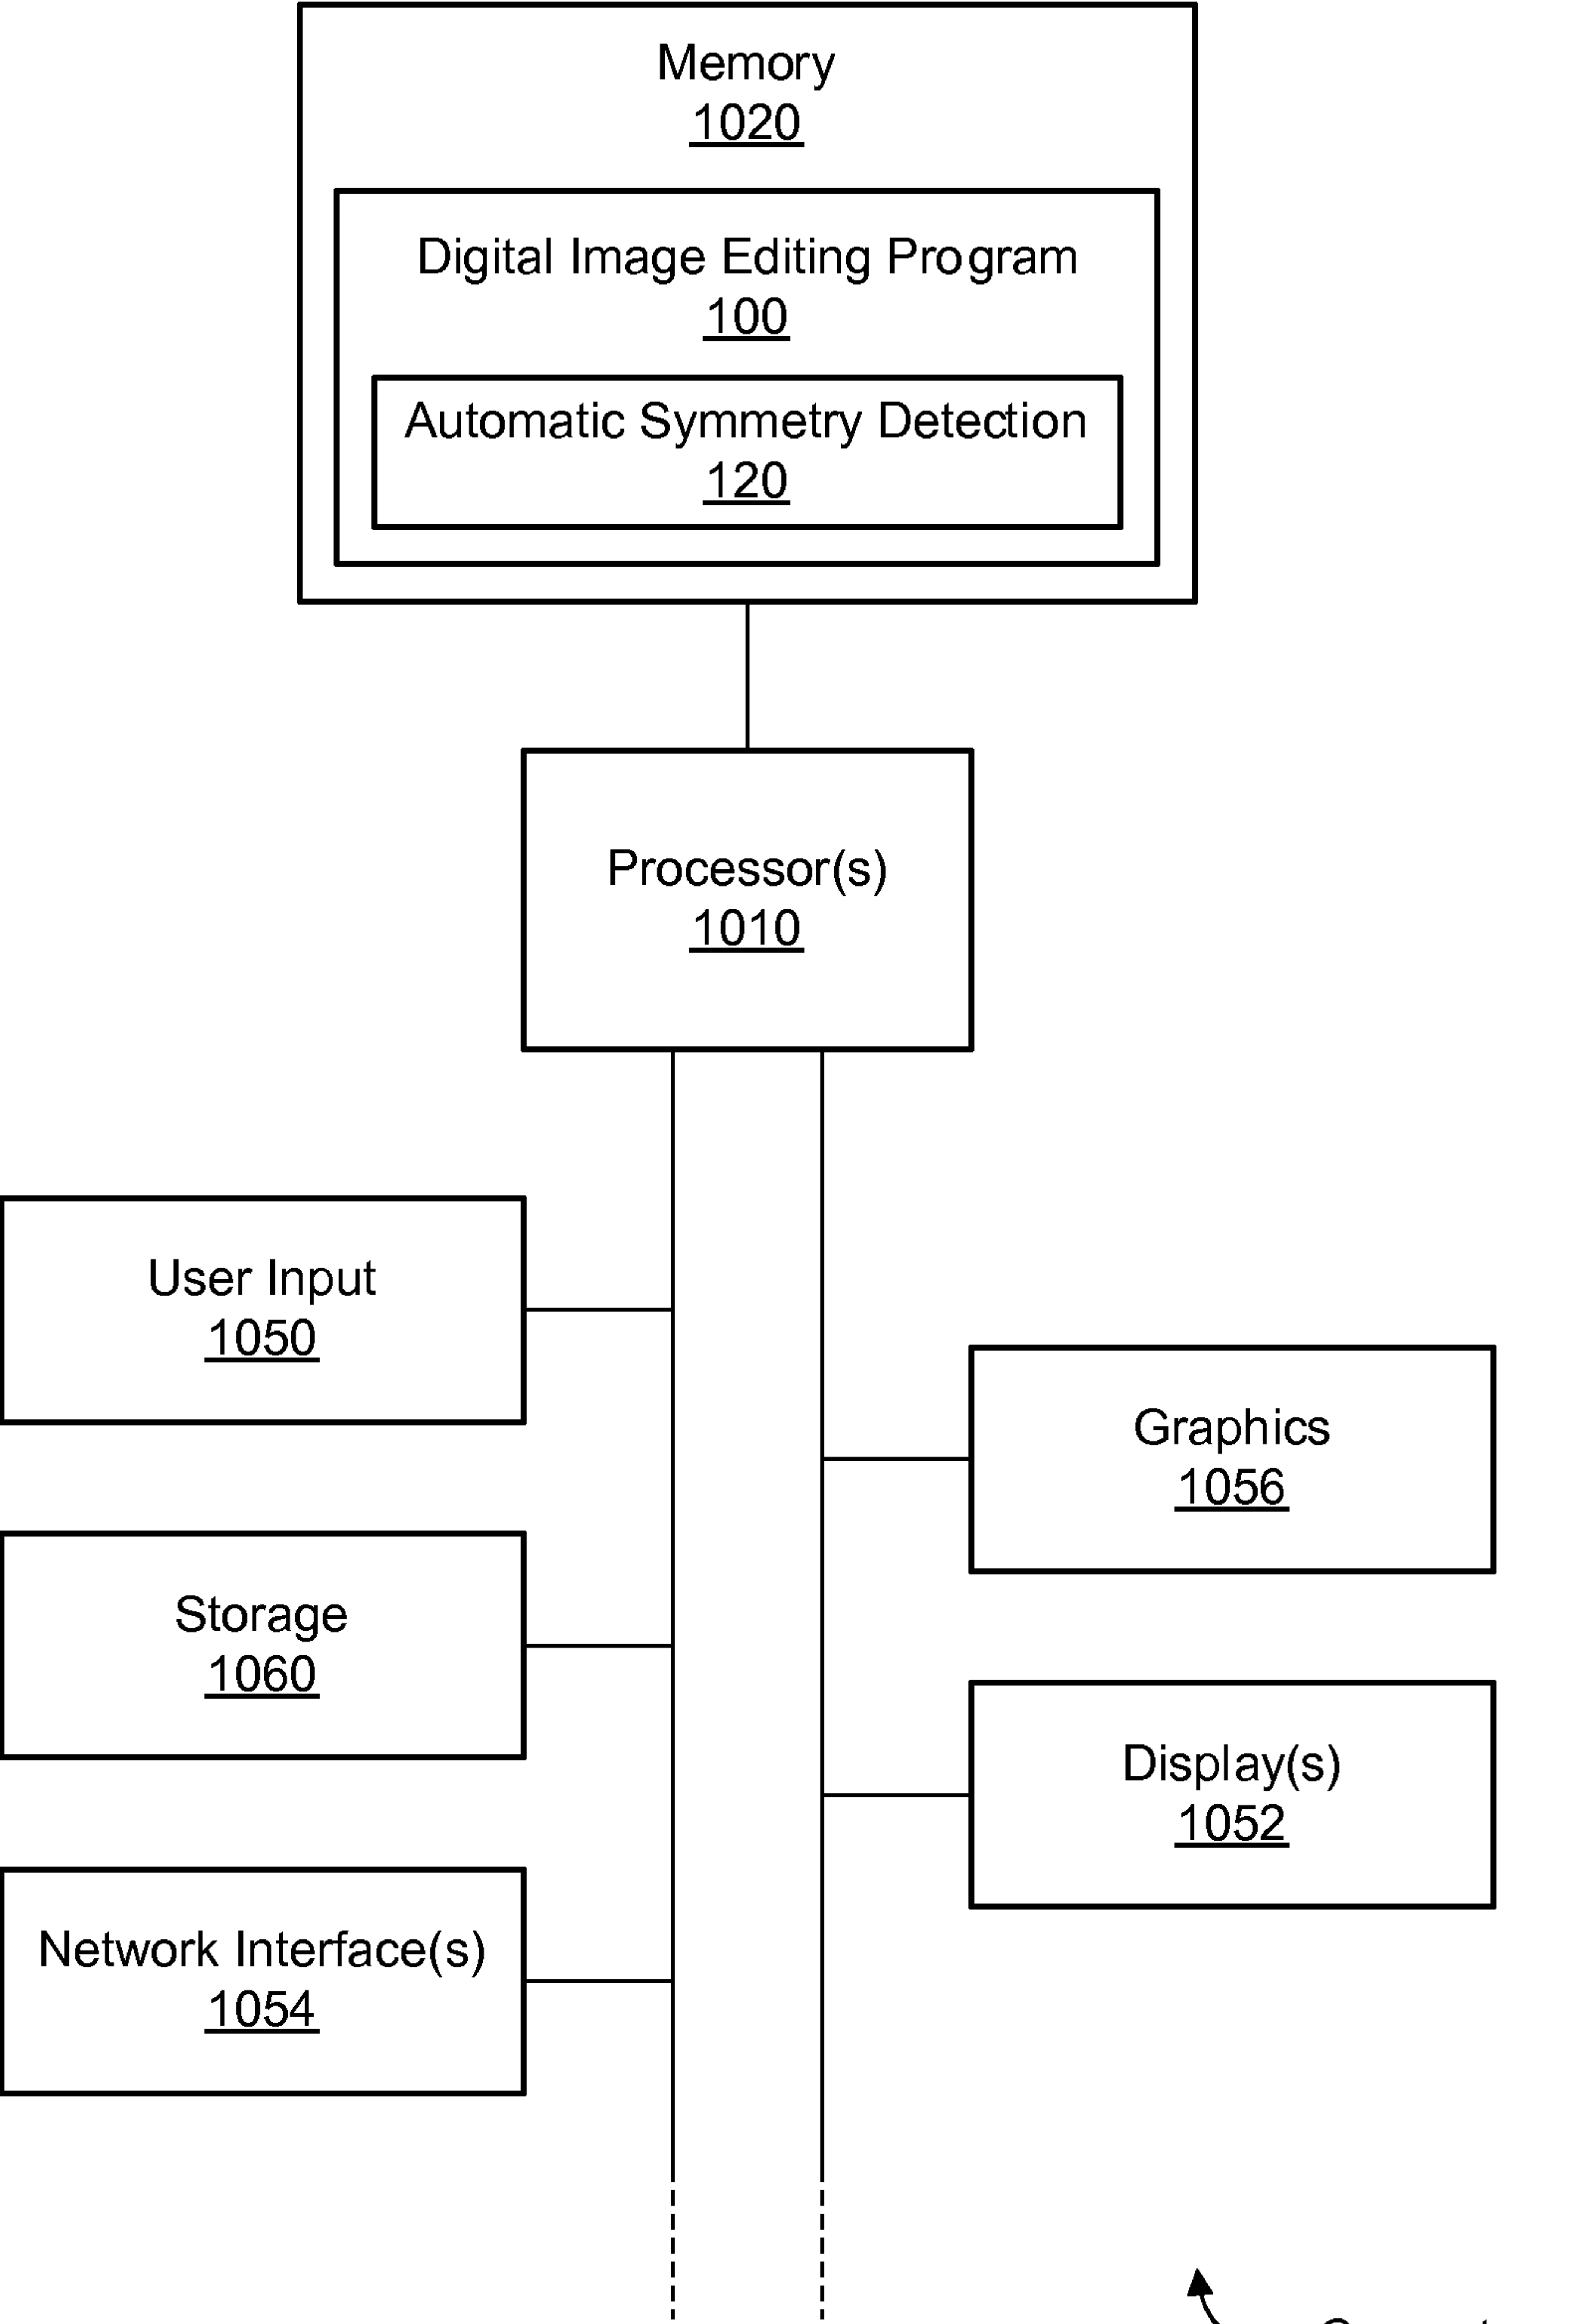 Memory
1020
Digital Image Editing Program
100
Automatic Symmetry Detection
120
Processor(s)
1010
User Input
1050
Graphics
1056
Storage
1060
Display(s)
1052
Network Interface(s)
1054